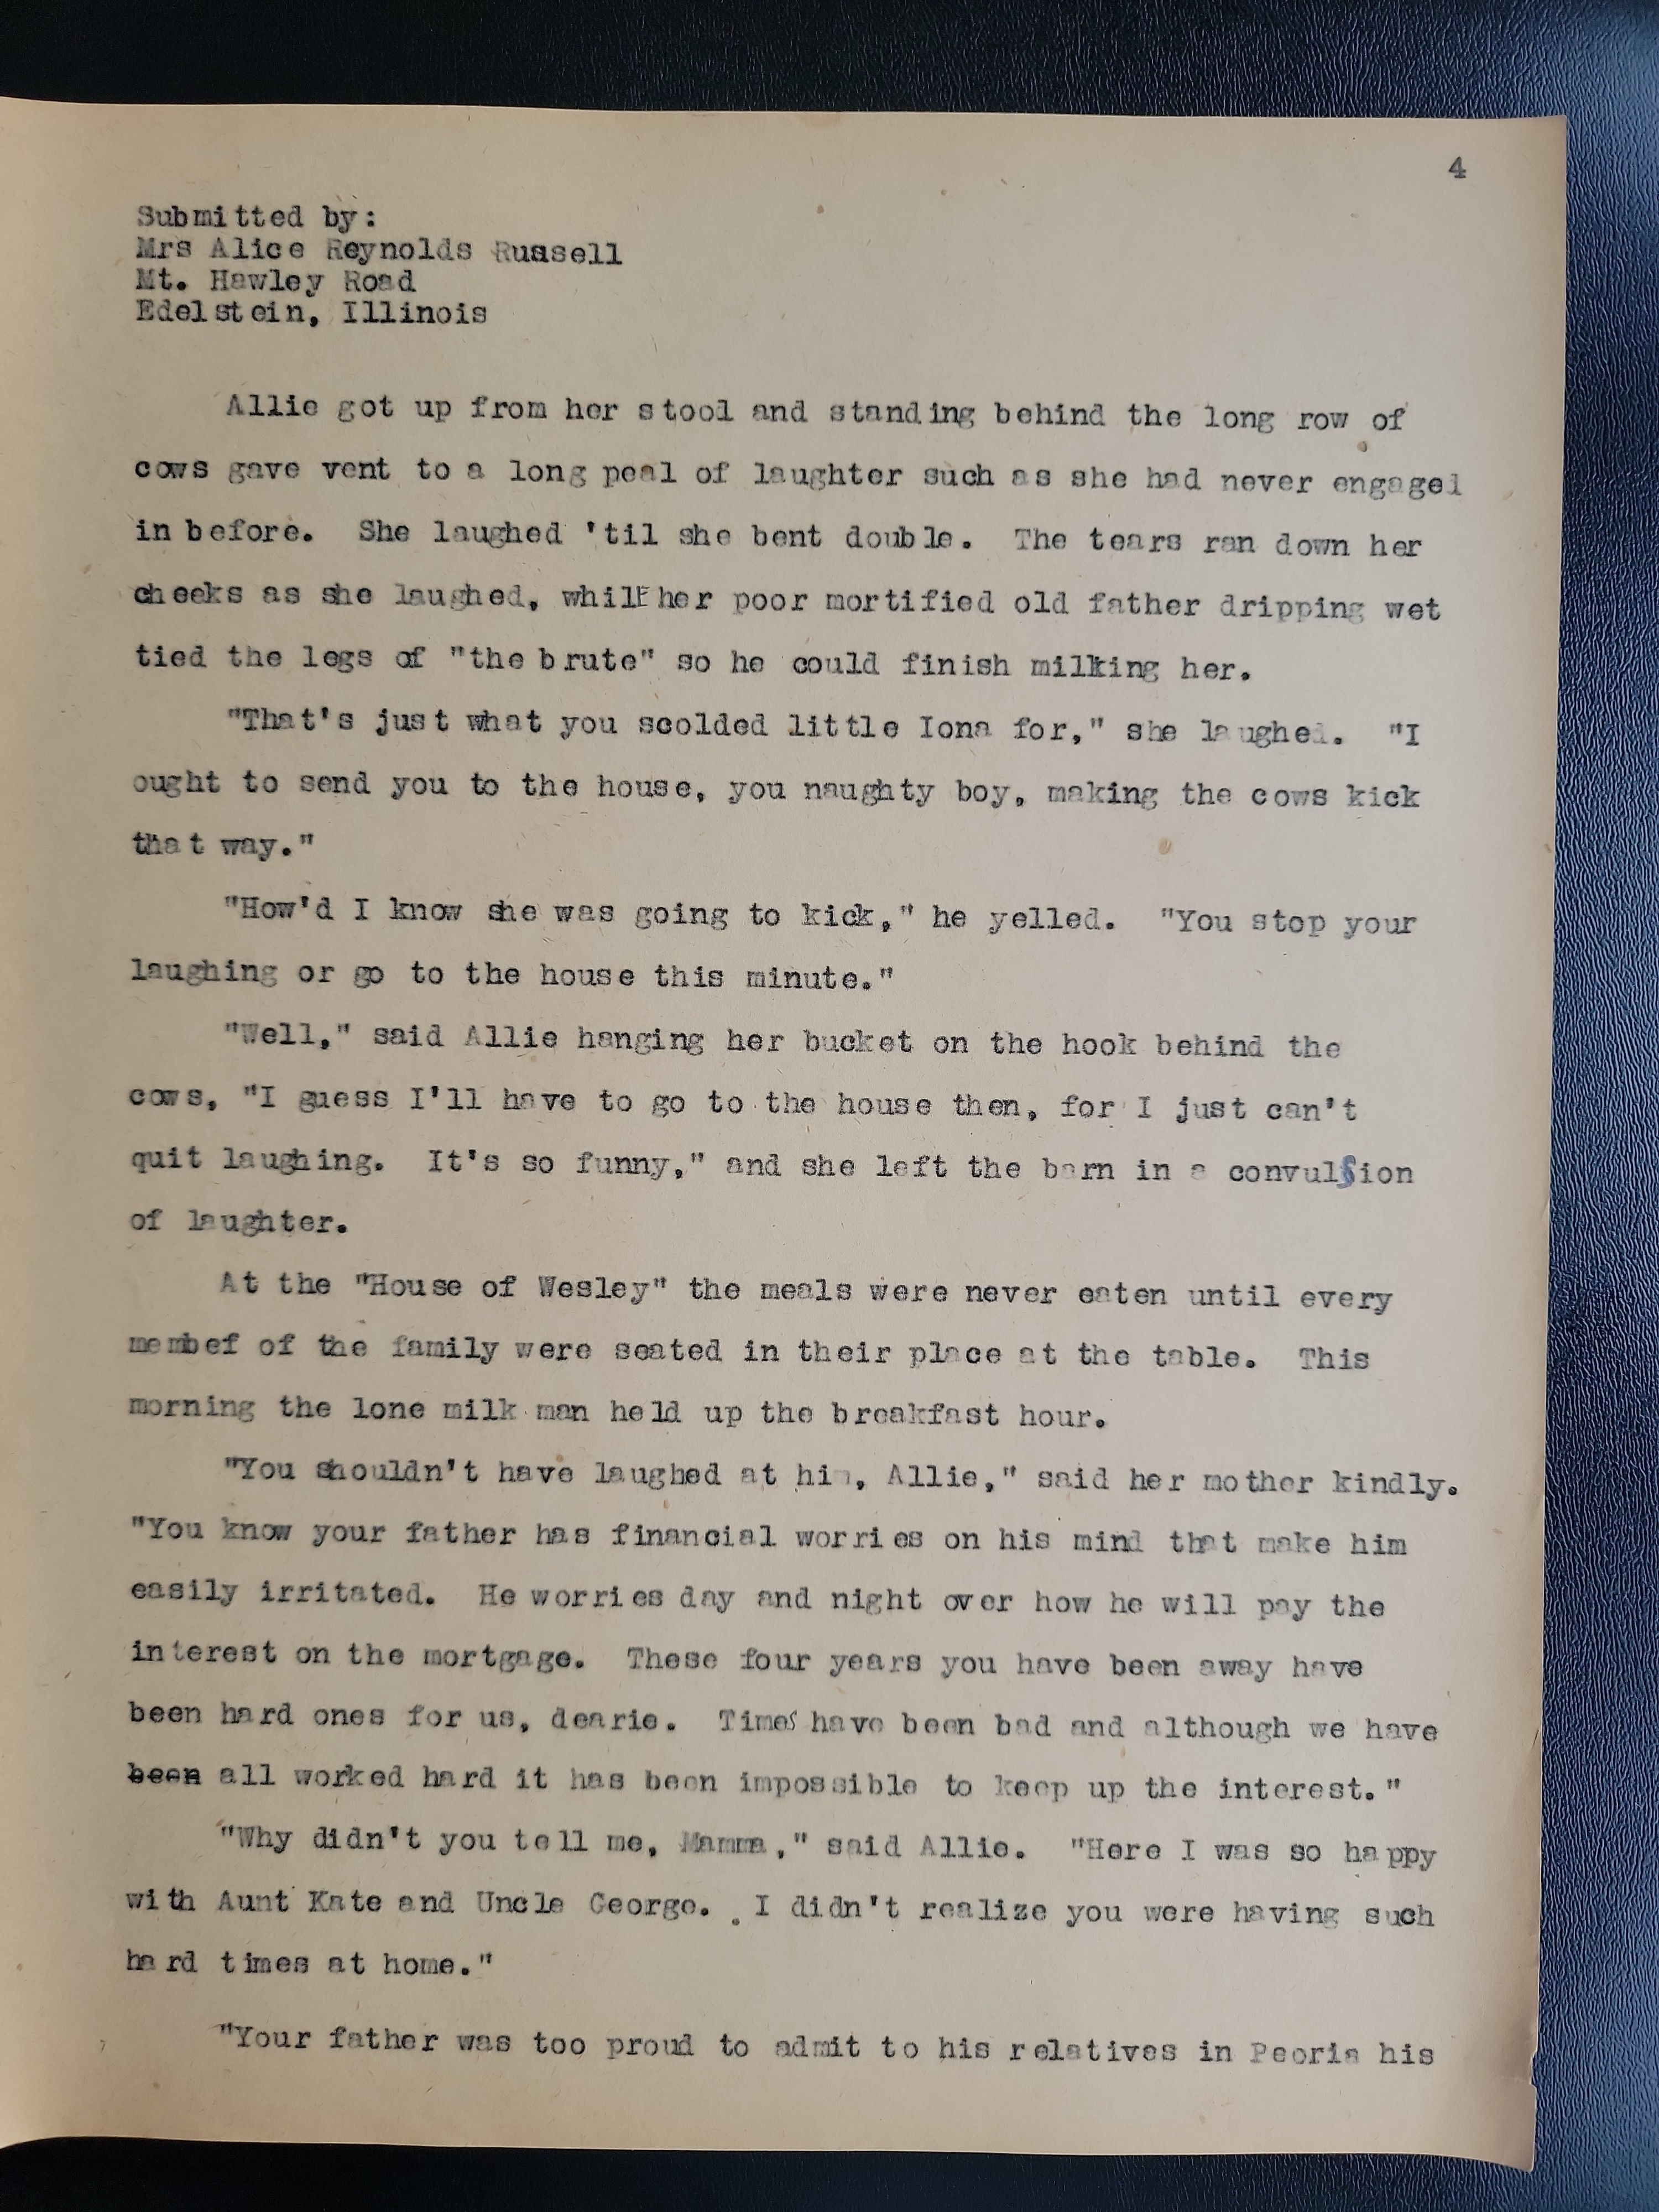 4
Submitted by:
Mrs Alice Reynolds Russell
Mt. Hawley Road
Edelstein, Illinois
Allie got up from her stool and standing behind the long row of
cows gave vent to a long peal of laughter such as she had never engaged
in before. She laughed 'til she bent double. The tears ran down her
cheeks as she laughed, while her poor mortified old father dripping wet
tied the legs of "the brute" so he could finish milking her.
"That's just what you scolded little Iona for," she laughed. "I
ought to send you to the house, you naughty boy, making the cows kick
that way."
"How'd I know she was going to kick," he yelled. "You stop your
laughing or go to the house this minute."
"Well," said Allie hanging her bucket on the hook behind the
cows, "I guess I'll have to go to the house then, for I just can't
quit laughing. It's so funny," and she left the barn in a convulsion
of laughter.
At the "House of Wesley" the meals were never eaten until every
membef of the family were seated in their place at the table. This
morning the lone milk man held up the breakfast hour.
"You shouldn't have laughed at him, Allie," said her mother kindly.
"You know your father has financial worries on his mind that make him
easily irritated. He worries day and night over how he will pay the
interest on the mortgage. These four years you have been away have
been hard ones for us, dearie. Times have been bad and although we have
been all worked hard it has been impossible to keep up the interest."
"Why didn't you tell me, Mamma," said Allie. "Here I was so happy
with Aunt Kate and Uncle George. I didn't realize you were having such
hard times at home."
"Your father was too proud to admit to his relatives in Peoria his